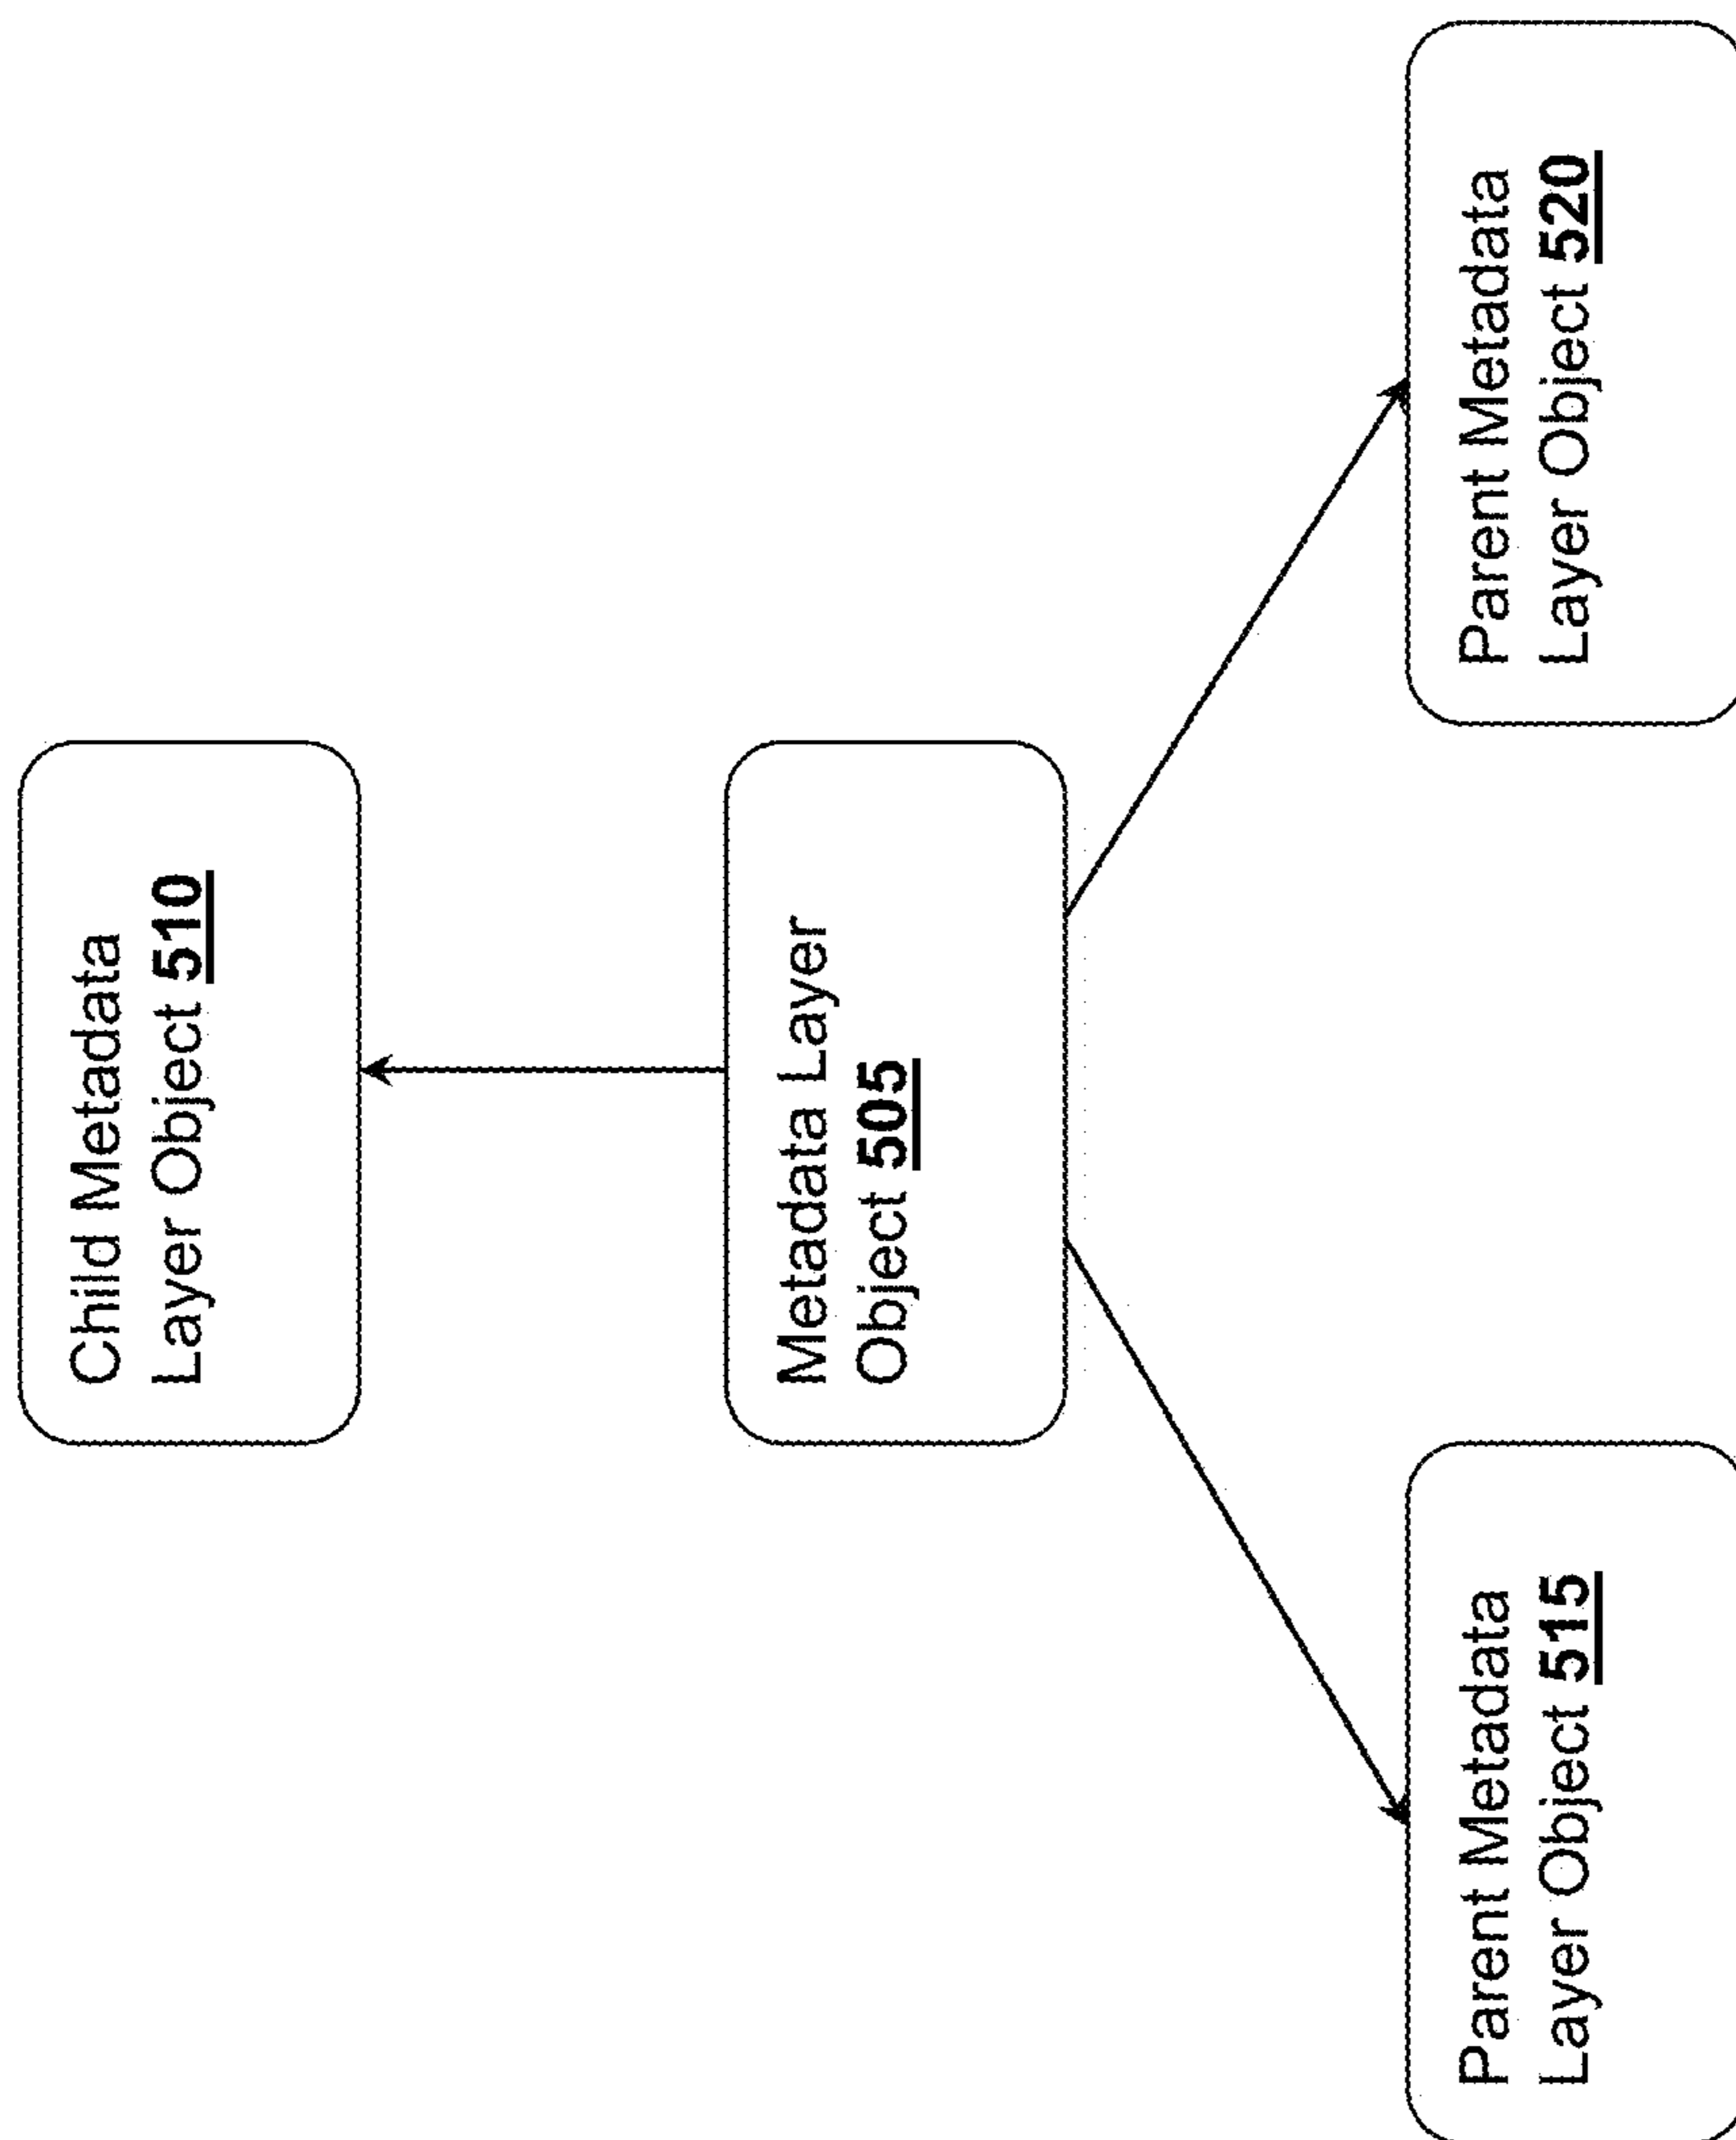 Child Metadata
Layer Object 510
Metadata Layer
Object 505
Parent Metadata
Layer Object 515
Parent Metadata
Layer Object 520